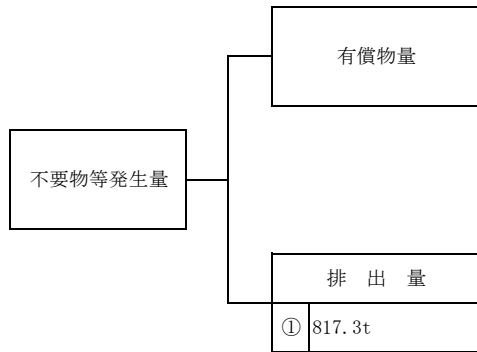 有償物量
不要物等発生量
排 出 量
① 817.3t